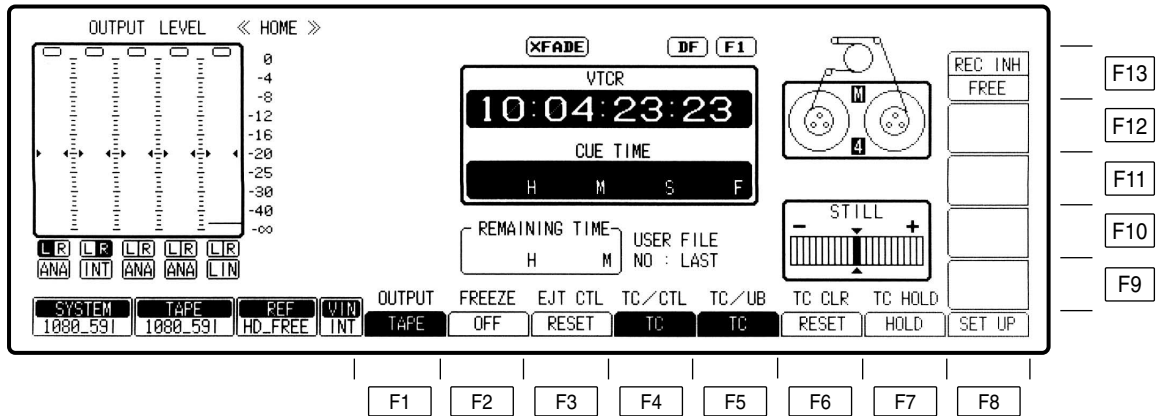 OUTPUT LEVEL ≪ HOME ≫
0
-4
-8
-12
-16
-20
-25
-30
-40
-∞
L R L R L R L R L R
ANA INT ANA ANA LIN
XFADE DF F1
VTCR
10:04:23:23
CUE TIME
H M S F
REMAINING TIME
H M
USER FILE
NO : LAST
M
4
STILL
- +
REC INH
FREE
SYSTEM TAPE REF VIN
1080_59I 1080_59I HD_FREE INT
OUTPUT FREEZE EJT CTL TC/CTL TC/UB TC CLR TC HOLD
TAPE OFF RESET TC TC RESET HOLD SET UP
F13
F12
F11
F10
F9
F1 F2 F3 F4 F5 F6 F7 F8